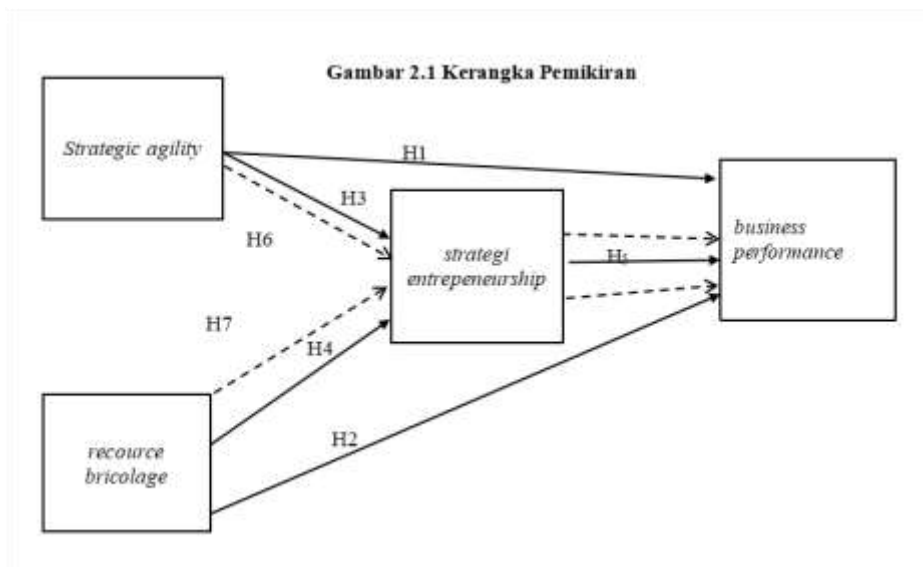 Gambar 2.1 Kerangka Pemikiran
Strategic agility
H1
H3
H6
strategi
entrepeneurship
H5
business
performance
H7
H4
H2
recource
bricolage